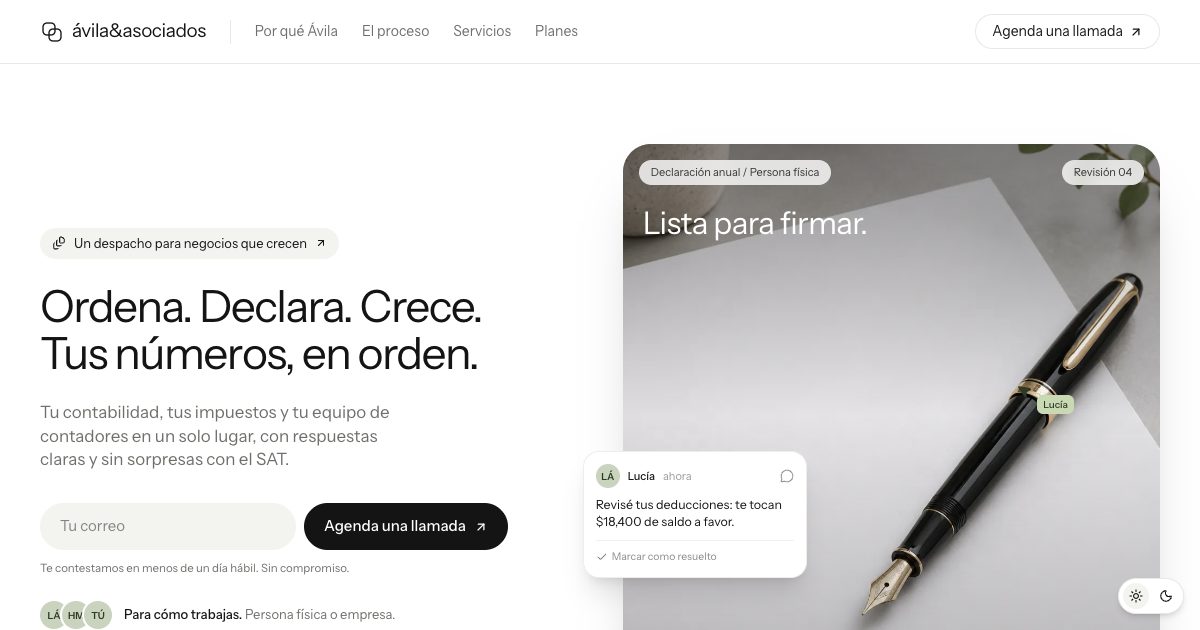 ávila&asociados
Por qué Ávila
El proceso
Servicios
Planes
Agenda una llamada
Un despacho para negocios que crecen
Ordena. Declara. Crece.
Tus números, en orden.
Tu contabilidad, tus impuestos y tu equipo de
contadores en un solo lugar, con respuestas
claras y sin sorpresas con el SAT.
Tu correo
Agenda una llamada
Te contestamos en menos de un día hábil. Sin compromiso.
LÁ
HM
TÚ
Para cómo trabajas. Persona física o empresa.
Declaración anual / Persona física
Revisión 04
Lista para firmar.
Lucía
LÁ
Lucía ahora
Revisé tus deducciones: te tocan
$18,400 de saldo a favor.
Marcar como resuelto